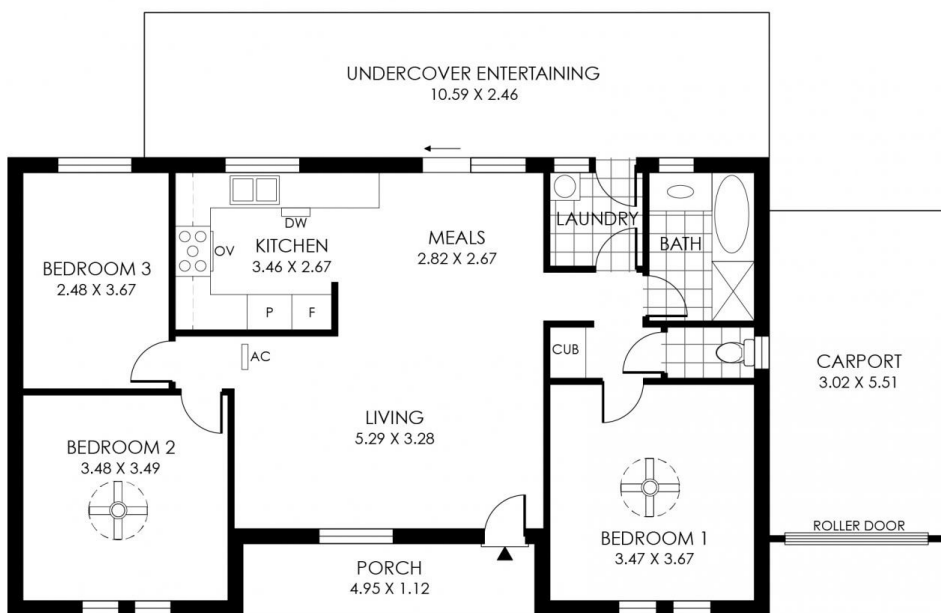 UNDERCOVER ENTERTAINING
10.59 X 2.46
DW
OV
KITCHEN
3.46 X 2.67
P
F
MEALS
2.82 X 2.67
LAUNDRY
BATH
BEDROOM 3
2.48 X 3.67
AC
CUB
CARPORT
3.02 X 5.51
LIVING
5.29 X 3.28
BEDROOM 2
3.48 X 3.49
BEDROOM 1
3.47 X 3.67
ROLLER DOOR
PORCH
4.95 X 1.12